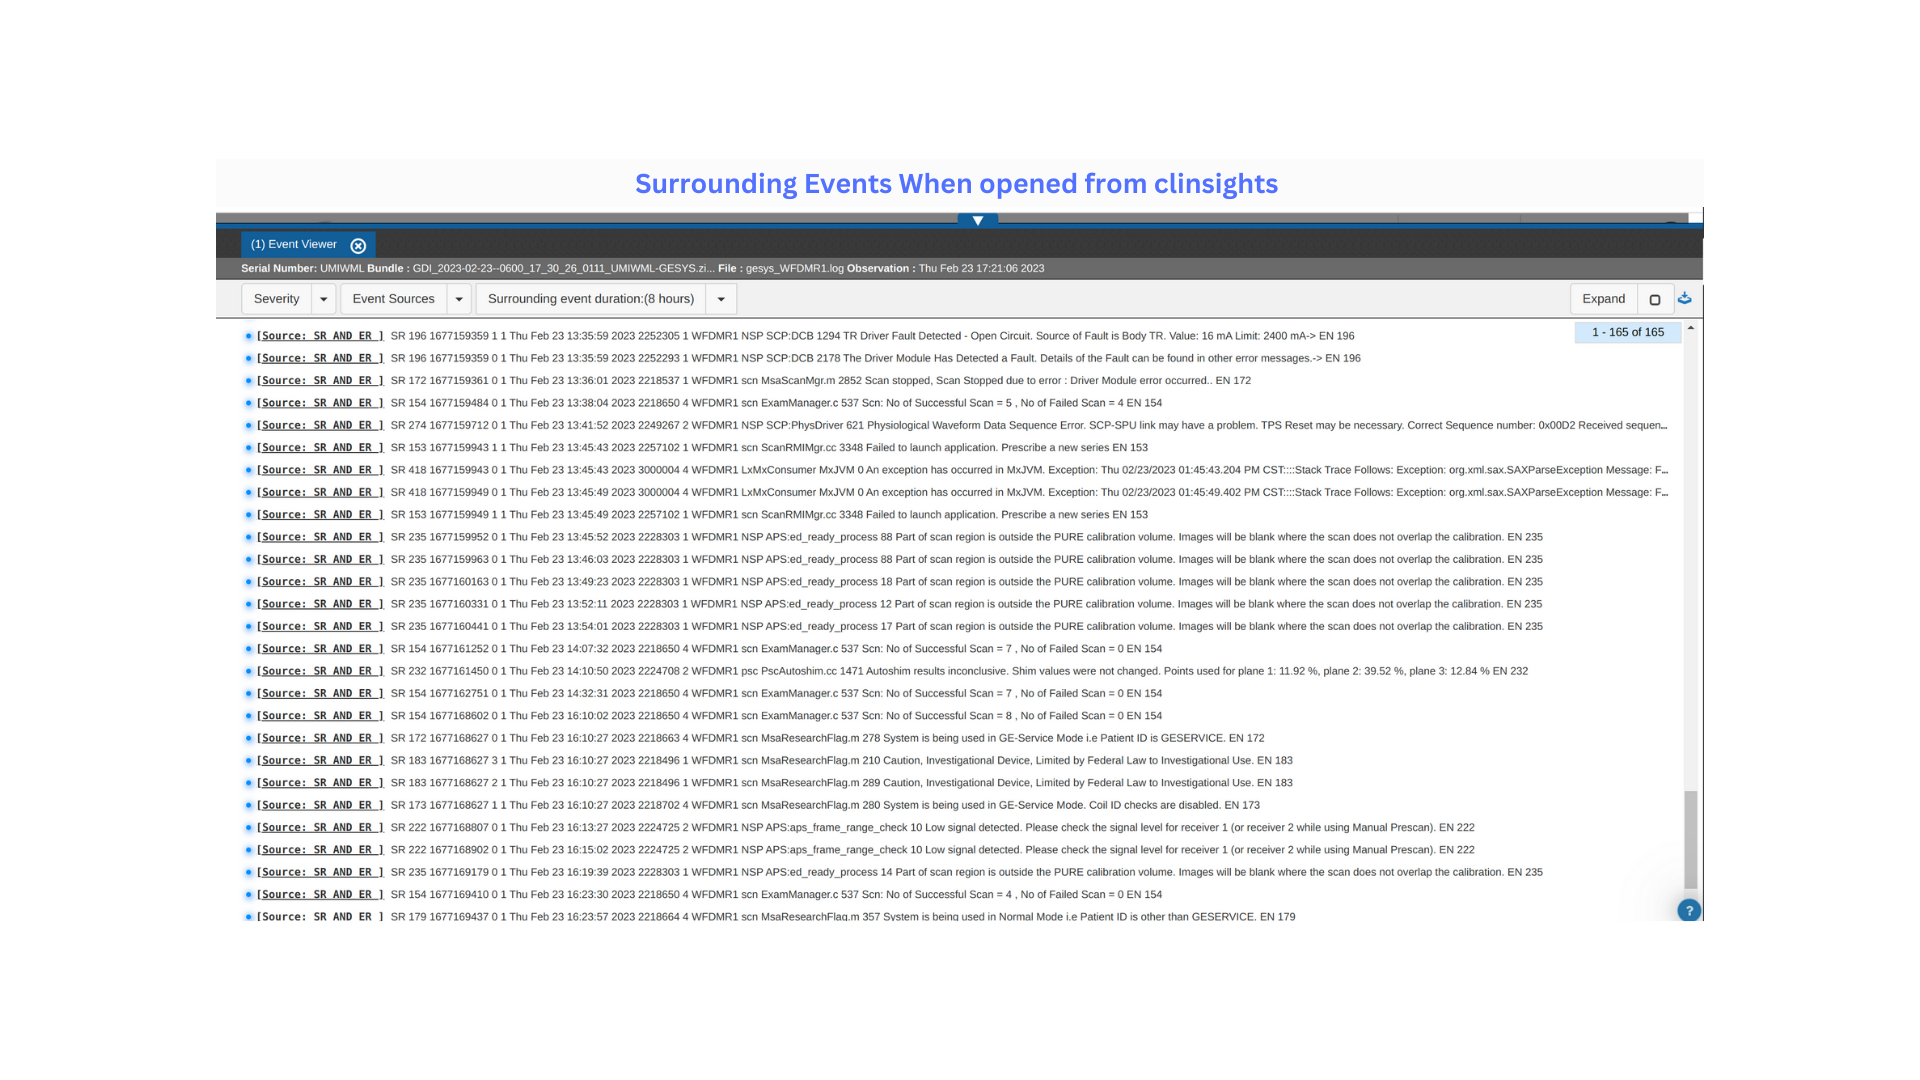 Surrounding Events When opened from clinsights
(1) Event Viewer
Serial Number: UMIWML Bundle : GDI_2023-02-23--0600_17_30_26_0111_UMIWML-GESYS.zi... File : gesys_WFDMR1.log Observation : Thu Feb 23 17:21:06 2023
Severity Event Sources Surrounding event duration:(8 hours) Expand
1 - 165 of 165
[Source: SR AND ER ] SR 196 1677159359 1 1 Thu Feb 23 13:35:59 2023 2252305 1 WFDMR1 NSP SCP:DCB 1294 TR Driver Fault Detected - Open Circuit. Source of Fault is Body TR. Value: 16 mA Limit: 2400 mA-> EN 196
[Source: SR AND ER ] SR 196 1677159359 0 1 Thu Feb 23 13:35:59 2023 2252293 1 WFDMR1 NSP SCP:DCB 2178 The Driver Module Has Detected a Fault. Details of the Fault can be found in other error messages.-> EN 196
[Source: SR AND ER ] SR 172 1677159361 0 1 Thu Feb 23 13:36:01 2023 2218537 1 WFDMR1 scn MsaScanMgr.m 2852 Scan stopped, Scan Stopped due to error : Driver Module error occurred.. EN 172
[Source: SR AND ER ] SR 154 1677159484 0 1 Thu Feb 23 13:38:04 2023 2218650 4 WFDMR1 scn ExamManager.c 537 Scn: No of Successful Scan = 5 , No of Failed Scan = 4 EN 154
[Source: SR AND ER ] SR 274 1677159712 0 1 Thu Feb 23 13:41:52 2023 2249267 2 WFDMR1 NSP SCP:PhysDriver 621 Physiological Waveform Data Sequence Error. SCP-SPU link may have a problem. TPS Reset may be necessary. Correct Sequence number: 0x00D2 Received sequen...
[Source: SR AND ER ] SR 153 1677159943 1 1 Thu Feb 23 13:45:43 2023 2257102 1 WFDMR1 scn ScanRMIMgr.cc 3348 Failed to launch application. Prescribe a new series EN 153
[Source: SR AND ER ] SR 418 1677159943 0 1 Thu Feb 23 13:45:43 2023 3000004 4 WFDMR1 LxMxConsumer MxJVM 0 An exception has occurred in MxJVM. Exception: Thu 02/23/2023 01:45:43.204 PM CST::::Stack Trace Follows: Exception: org.xml.sax.SAXParseException Message: F...
[Source: SR AND ER ] SR 418 1677159949 0 1 Thu Feb 23 13:45:49 2023 3000004 4 WFDMR1 LxMxConsumer MxJVM 0 An exception has occurred in MxJVM. Exception: Thu 02/23/2023 01:45:49.402 PM CST::::Stack Trace Follows: Exception: org.xml.sax.SAXParseException Message: F...
[Source: SR AND ER ] SR 153 1677159949 1 1 Thu Feb 23 13:45:49 2023 2257102 1 WFDMR1 scn ScanRMIMgr.cc 3348 Failed to launch application. Prescribe a new series EN 153
[Source: SR AND ER ] SR 235 1677159952 0 1 Thu Feb 23 13:45:52 2023 2228303 1 WFDMR1 NSP APS:ed_ready_process 88 Part of scan region is outside the PURE calibration volume. Images will be blank where the scan does not overlap the calibration. EN 235
[Source: SR AND ER ] SR 235 1677159963 0 1 Thu Feb 23 13:46:03 2023 2228303 1 WFDMR1 NSP APS:ed_ready_process 88 Part of scan region is outside the PURE calibration volume. Images will be blank where the scan does not overlap the calibration. EN 235
[Source: SR AND ER ] SR 235 1677160163 0 1 Thu Feb 23 13:49:23 2023 2228303 1 WFDMR1 NSP APS:ed_ready_process 18 Part of scan region is outside the PURE calibration volume. Images will be blank where the scan does not overlap the calibration. EN 235
[Source: SR AND ER ] SR 235 1677160331 0 1 Thu Feb 23 13:52:11 2023 2228303 1 WFDMR1 NSP APS:ed_ready_process 12 Part of scan region is outside the PURE calibration volume. Images will be blank where the scan does not overlap the calibration. EN 235
[Source: SR AND ER ] SR 235 1677160441 0 1 Thu Feb 23 13:54:01 2023 2228303 1 WFDMR1 NSP APS:ed_ready_process 17 Part of scan region is outside the PURE calibration volume. Images will be blank where the scan does not overlap the calibration. EN 235
[Source: SR AND ER ] SR 154 1677161252 0 1 Thu Feb 23 14:07:32 2023 2218650 4 WFDMR1 scn ExamManager.c 537 Scn: No of Successful Scan = 7 , No of Failed Scan = 0 EN 154
[Source: SR AND ER ] SR 232 1677161450 0 1 Thu Feb 23 14:10:50 2023 2224708 2 WFDMR1 psc PscAutoshim.cc 1471 Autoshim results inconclusive. Shim values were not changed. Points used for plane 1: 11.92 %, plane 2: 39.52 %, plane 3: 12.84 % EN 232
[Source: SR AND ER ] SR 154 1677162751 0 1 Thu Feb 23 14:32:31 2023 2218650 4 WFDMR1 scn ExamManager.c 537 Scn: No of Successful Scan = 7 , No of Failed Scan = 0 EN 154
[Source: SR AND ER ] SR 154 1677168602 0 1 Thu Feb 23 16:10:02 2023 2218650 4 WFDMR1 scn ExamManager.c 537 Scn: No of Successful Scan = 8 , No of Failed Scan = 0 EN 154
[Source: SR AND ER ] SR 172 1677168627 0 1 Thu Feb 23 16:10:27 2023 2218663 4 WFDMR1 scn MsaResearchFlag.m 278 System is being used in GE-Service Mode i.e Patient ID is GESERVICE. EN 172
[Source: SR AND ER ] SR 183 1677168627 3 1 Thu Feb 23 16:10:27 2023 2218496 1 WFDMR1 scn MsaResearchFlag.m 210 Caution, Investigational Device, Limited by Federal Law to Investigational Use. EN 183
[Source: SR AND ER ] SR 183 1677168627 2 1 Thu Feb 23 16:10:27 2023 2218496 1 WFDMR1 scn MsaResearchFlag.m 289 Caution, Investigational Device, Limited by Federal Law to Investigational Use. EN 183
[Source: SR AND ER ] SR 173 1677168627 1 1 Thu Feb 23 16:10:27 2023 2218702 4 WFDMR1 scn MsaResearchFlag.m 280 System is being used in GE-Service Mode. Coil ID checks are disabled. EN 173
[Source: SR AND ER ] SR 222 1677168807 0 1 Thu Feb 23 16:13:27 2023 2224725 2 WFDMR1 NSP APS:aps_frame_range_check 10 Low signal detected. Please check the signal level for receiver 1 (or receiver 2 while using Manual Prescan). EN 222
[Source: SR AND ER ] SR 222 1677168902 0 1 Thu Feb 23 16:15:02 2023 2224725 2 WFDMR1 NSP APS:aps_frame_range_check 10 Low signal detected. Please check the signal level for receiver 1 (or receiver 2 while using Manual Prescan). EN 222
[Source: SR AND ER ] SR 235 1677169179 0 1 Thu Feb 23 16:19:39 2023 2228303 1 WFDMR1 NSP APS:ed_ready_process 14 Part of scan region is outside the PURE calibration volume. Images will be blank where the scan does not overlap the calibration. EN 235
[Source: SR AND ER ] SR 154 1677169410 0 1 Thu Feb 23 16:23:30 2023 2218650 4 WFDMR1 scn ExamManager.c 537 Scn: No of Successful Scan = 4 , No of Failed Scan = 0 EN 154
[Source: SR AND ER ] SR 179 1677169437 0 1 Thu Feb 23 16:23:57 2023 2218664 4 WFDMR1 scn MsaResearchFlag.m 357 System is being used in Normal Mode i.e Patient ID is other than GESERVICE. EN 179
?